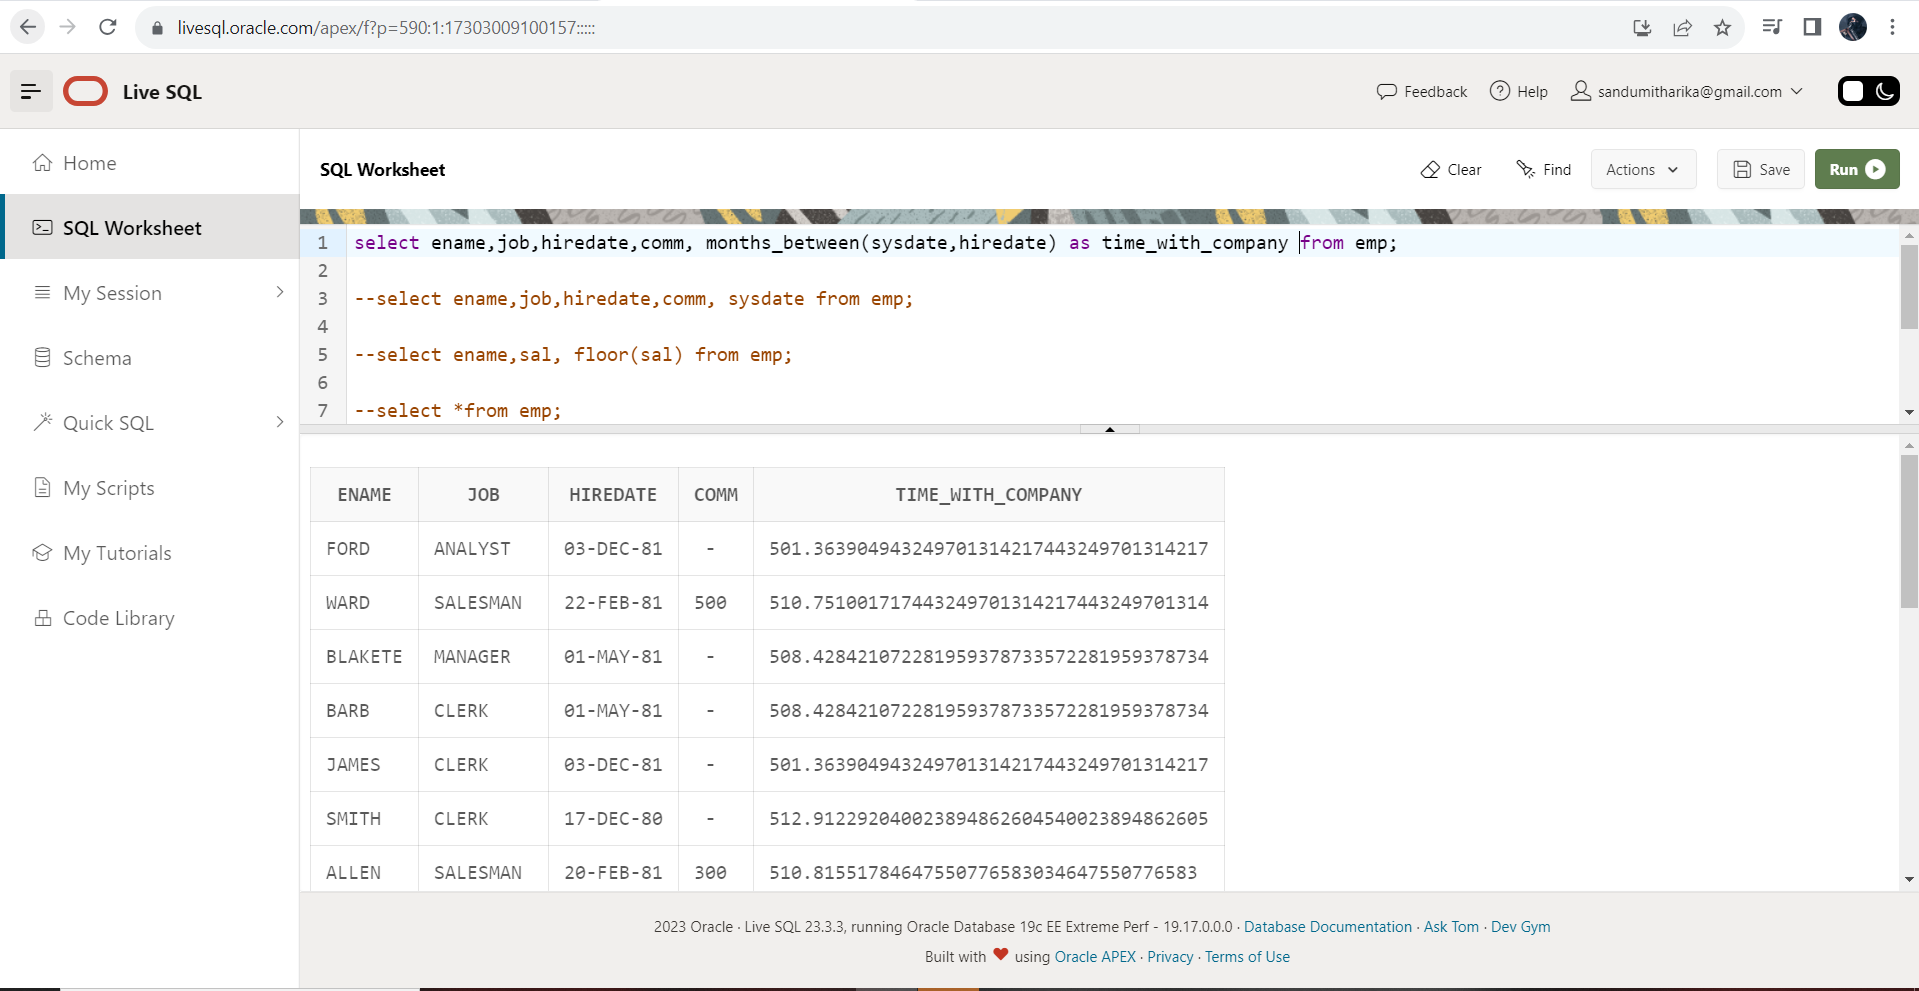 livesql.oracle.com/apex/f?p=590:1:17303009100157:::::
Live SQL
Feedback
Help
sandumitharika@gmail.com
Home
SQL Worksheet
My Session
Schema
Quick SQL
My Scripts
My Tutorials
Code Library
SQL Worksheet
Clear
Find
Actions
Save
Run
1 select ename,job,hiredate,comm, months_between(sysdate,hiredate) as time_with_company from emp;
2
3 --select ename,job,hiredate,comm, sysdate from emp;
4
5 --select ename,sal, floor(sal) from emp;
6
7 --select *from emp;
ENAME JOB HIREDATE COMM TIME_WITH_COMPANY
FORD ANALYST 03-DEC-81 - 501.363904943249701314217443249701314217
WARD SALESMAN 22-FEB-81 500 510.751001717443249701314217443249701314
BLAKETE MANAGER 01-MAY-81 - 508.428421072281959378733572281959378734
BARB CLERK 01-MAY-81 - 508.428421072281959378733572281959378734
JAMES CLERK 03-DEC-81 - 501.363904943249701314217443249701314217
SMITH CLERK 17-DEC-80 - 512.912292040023894862604540023894862605
ALLEN SALESMAN 20-FEB-81 300 510.81551784647550776583034647550776583
2023 Oracle · Live SQL 23.3.3, running Oracle Database 19c EE Extreme Perf - 19.17.0.0.0 · Database Documentation · Ask Tom · Dev Gym
Built with ❤ using Oracle APEX · Privacy · Terms of Use